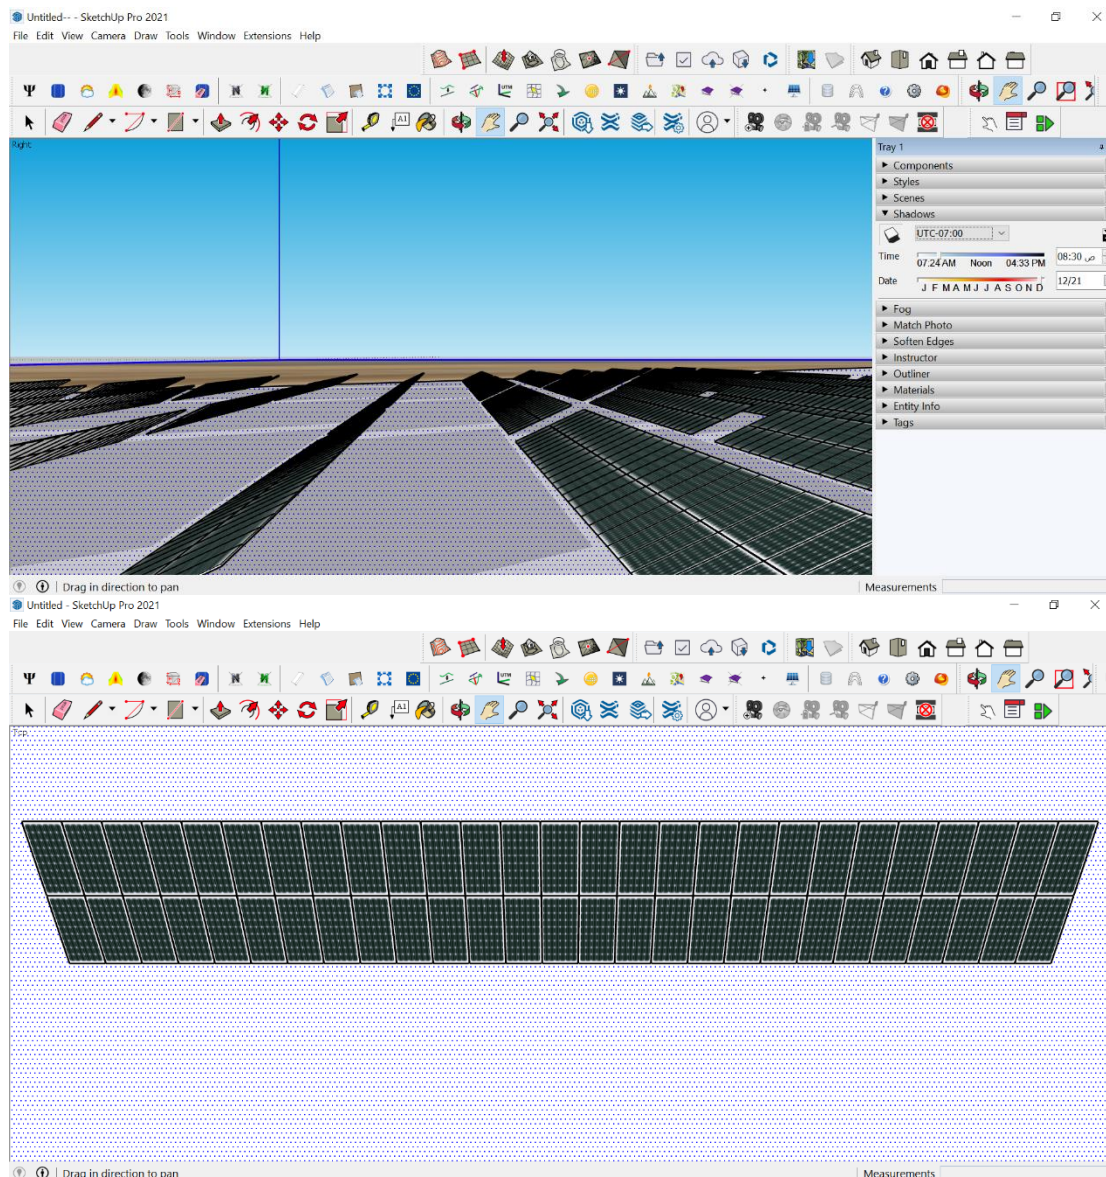 Untitled-- - SketchUp Pro 2021
File Edit View Camera Draw Tools Window Extensions Help
Right
Tray 1
Components
Styles
Scenes
Shadows
UTC-07:00
Time
07:24 AM Noon 04:33 PM
08:30 ص
Date
J F M A M J J A S O N D
12/21
Fog
Match Photo
Soften Edges
Instructor
Outliner
Materials
Entity Info
Tags
Drag in direction to pan
Measurements
Untitled - SketchUp Pro 2021
File Edit View Camera Draw Tools Window Extensions Help
Top
Drag in direction to pan
Measurements